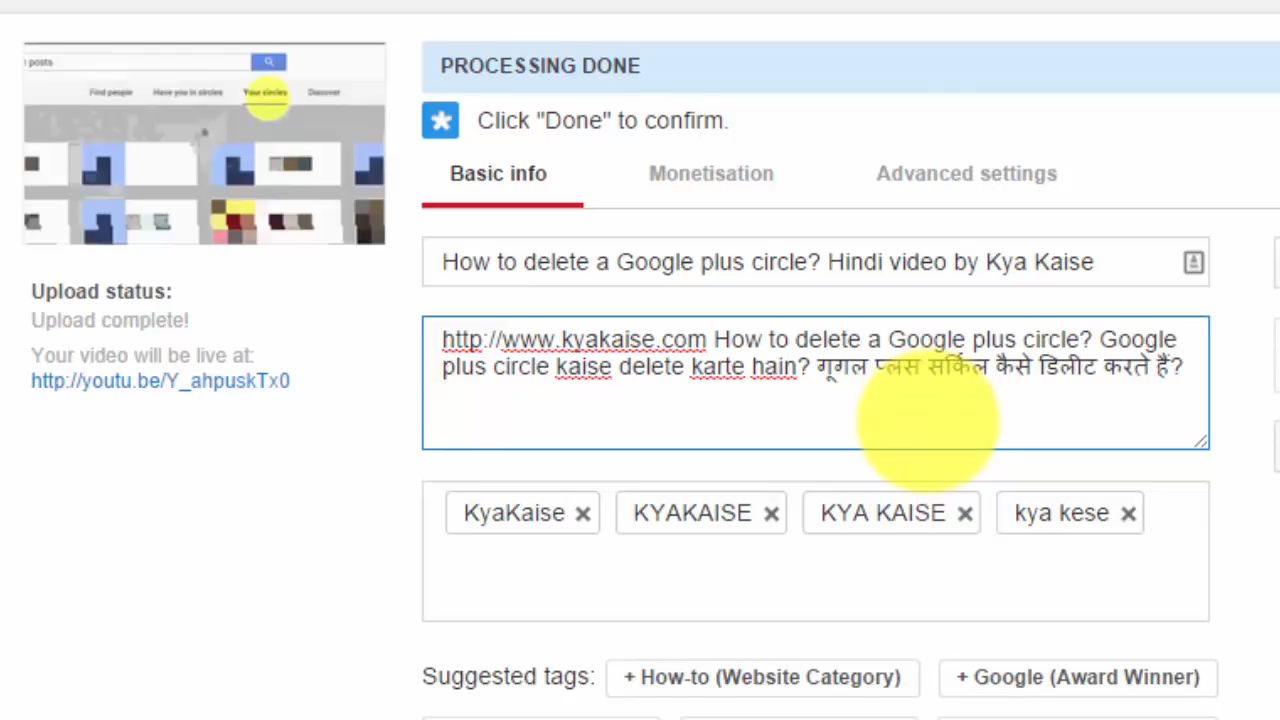 posts
Find people Have you in circles Your circles Discover
PROCESSING DONE
Click "Done" to confirm.
Basic info Monetisation Advanced settings
How to delete a Google plus circle? Hindi video by Kya Kaise
Upload status:
Upload complete!
Your video will be live at:
http://youtu.be/Y_ahpuskTx0
http://www.kyakaise.com How to delete a Google plus circle? Google
plus circle kaise delete karte hain? गूगल प्लस सर्किल कैसे डिलीट करते हैं?
KyaKaise KYAKAISE KYA KAISE kya kese
Suggested tags: + How-to (Website Category) + Google (Award Winner)